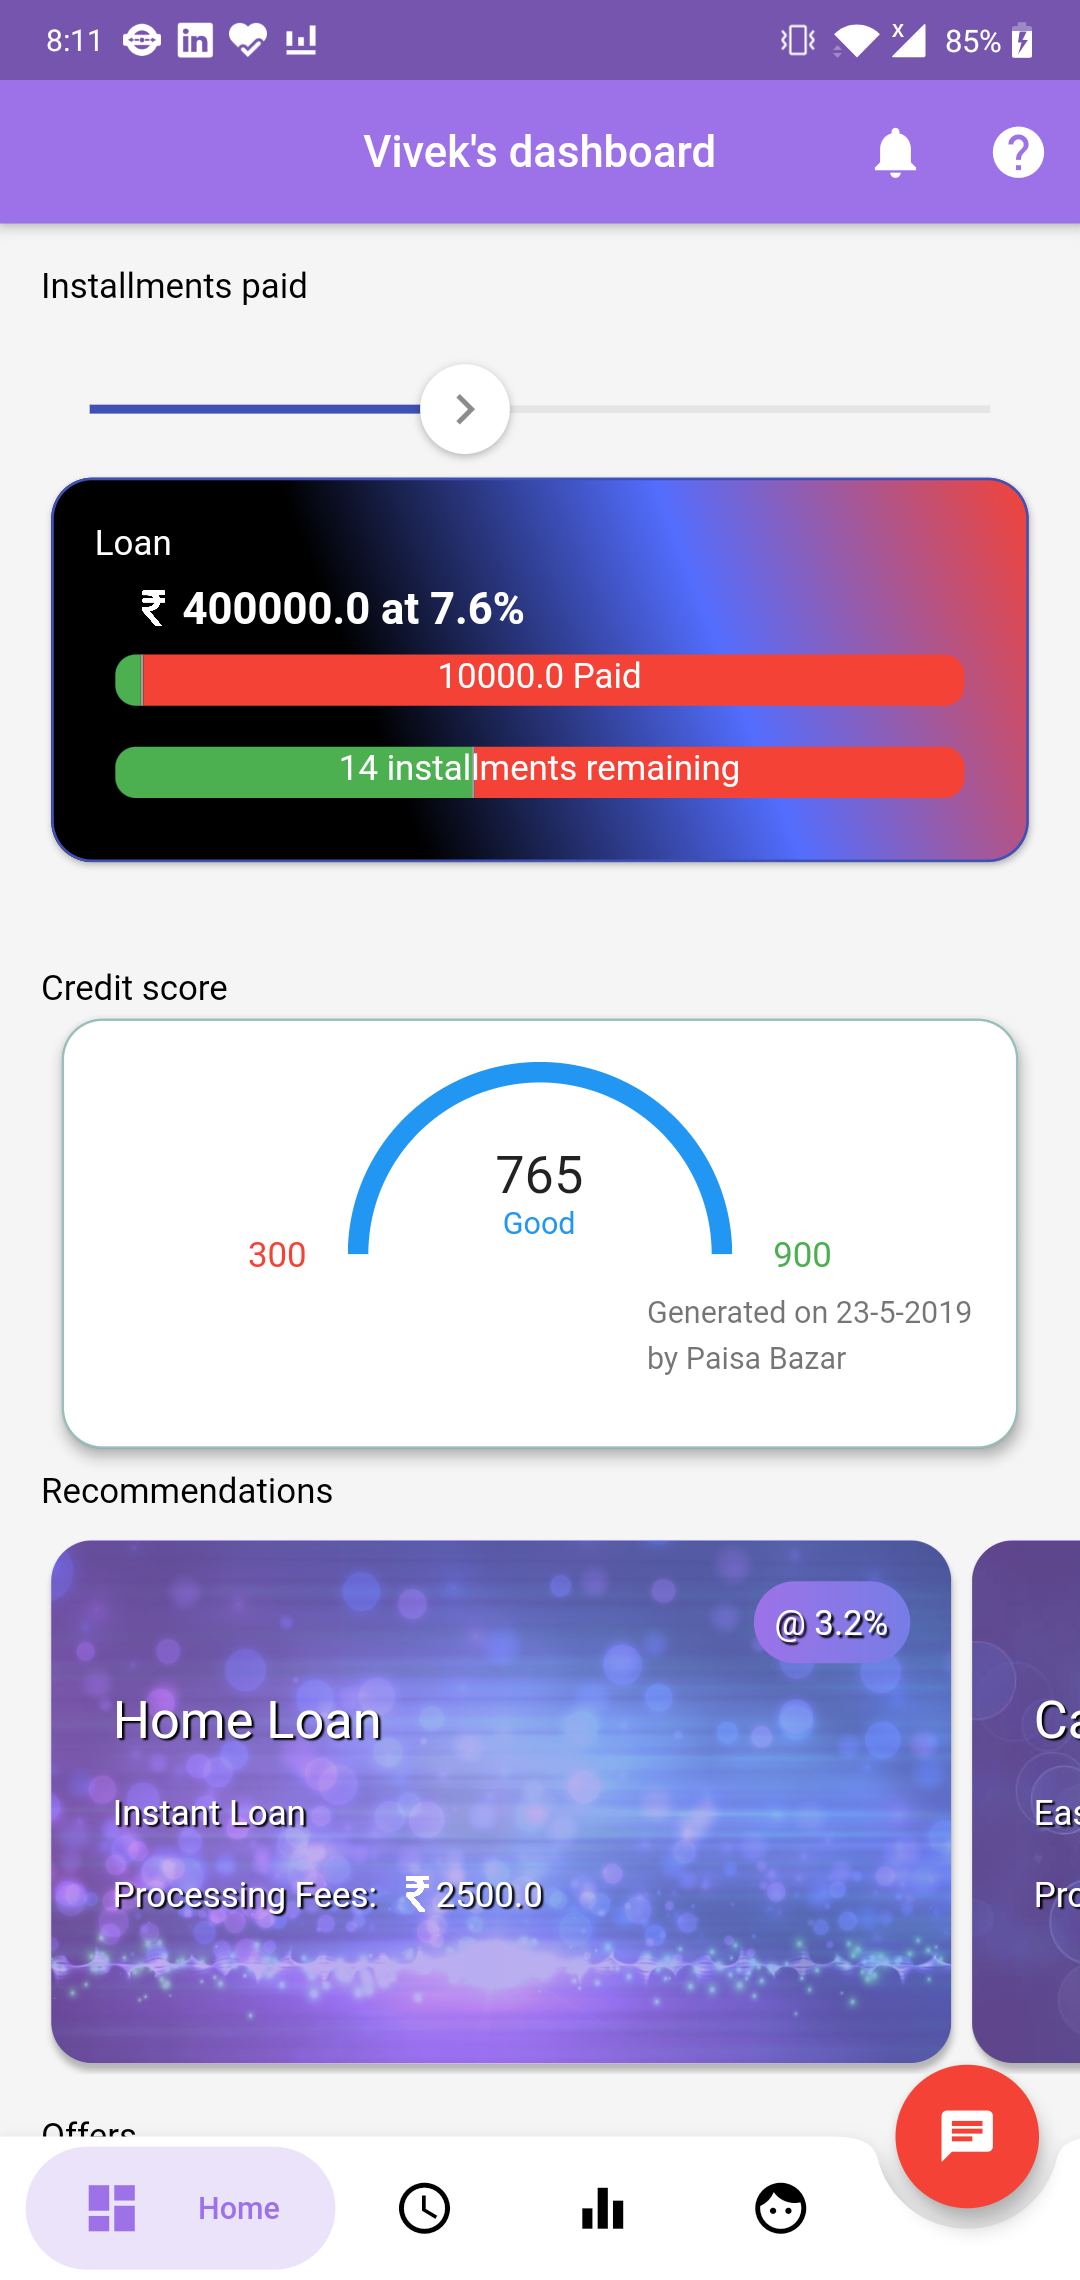 8:11
85%
Vivek's dashboard
Installments paid
Loan
₹ 400000.0 at 7.6%
10000.0 Paid
14 installments remaining
Credit score
765
Good
300
900
Generated on 23-5-2019
by Paisa Bazar
Recommendations
@ 3.2%
Home Loan
Ca
Instant Loan
Eas
Processing Fees: ₹ 2500.0
Pro
Offers
Home